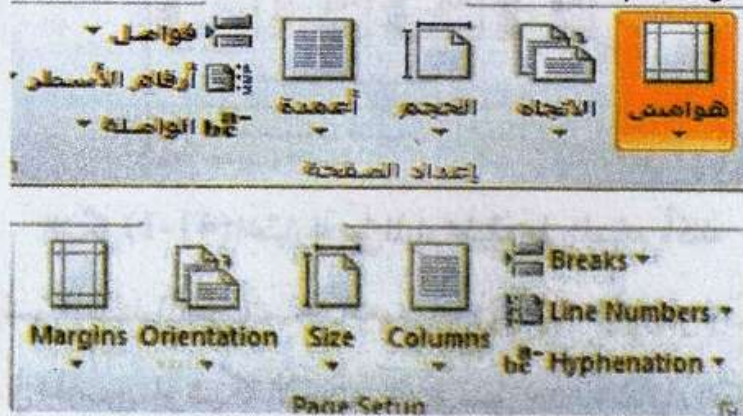 هوامش الاتجاه الحجم أعمدة فواصل
أرقام الأسطر
الواصلة
إعداد الصفحة
Margins Orientation Size Columns Breaks
Line Numbers
Hyphenation
Page Setup